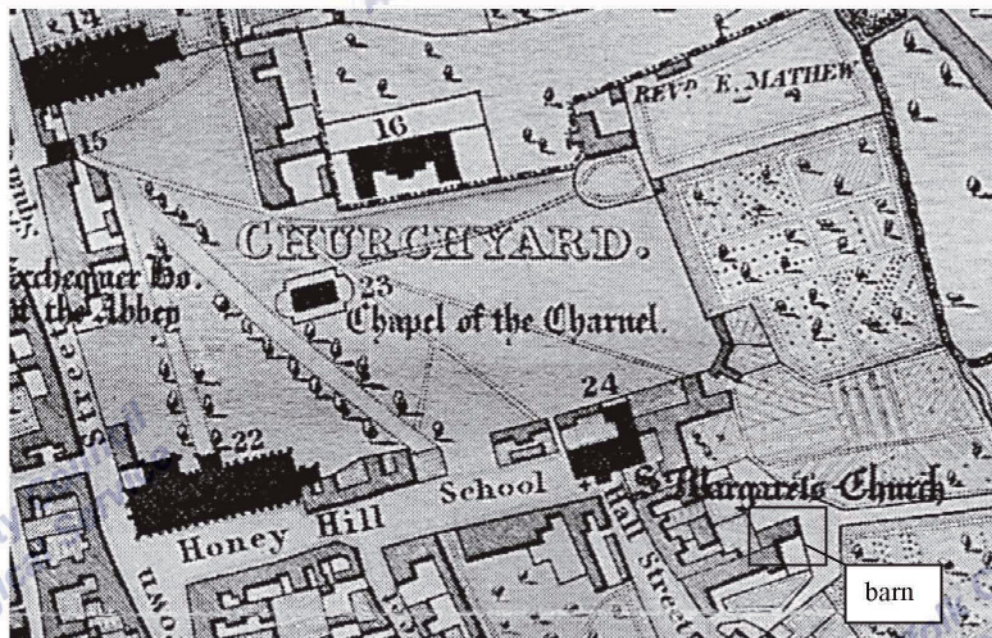 14
REVD. E. MATHEW
15
16
CHURCHYARD.
Exchequer Ho.
of the Abbey
23
Chapel of the Charnel.
24
Street
22
School
St Margarets Church
Honey Hill
Hall Street
barn